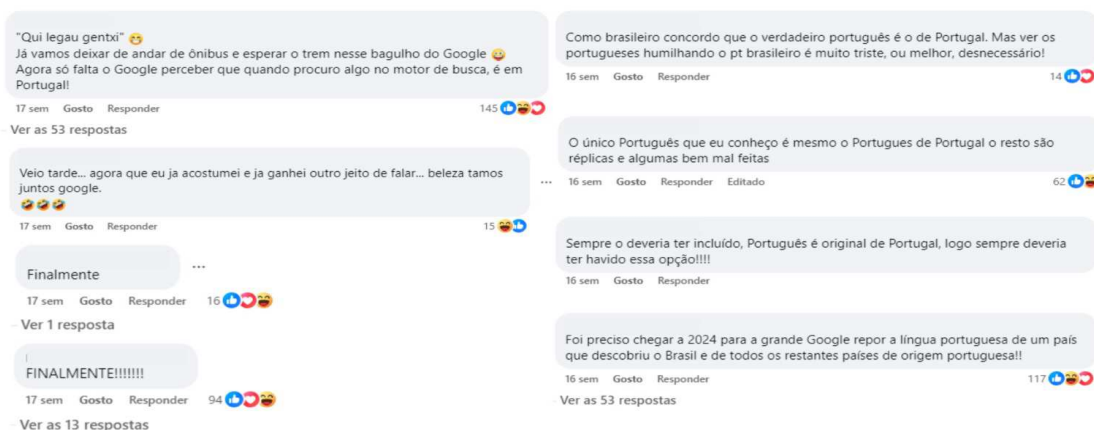 "Qui legau gentxi" 😁
Já vamos deixar de andar de ônibus e esperar o trem nesse bagulho do Google 😀
Agora só falta o Google perceber que quando procuro algo no motor de busca, é em
Portugal!
17 sem Gosto Responder 145
Ver as 53 respostas
Veio tarde... agora que eu ja acostumei e ja ganhei outro jeito de falar... beleza tamos
juntos google.
🤣🤣🤣
17 sem Gosto Responder 15
Finalmente
17 sem Gosto Responder 16
Ver 1 resposta
FINALMENTE!!!!!!!
17 sem Gosto Responder 94
Ver as 13 respostas
Como brasileiro concordo que o verdadeiro português é o de Portugal. Mas ver os
portugueses humilhando o pt brasileiro é muito triste, ou melhor, desnecessário!
16 sem Gosto Responder 14
O único Português que eu conheço é mesmo o Portugues de Portugal o resto são
réplicas e algumas bem mal feitas
16 sem Gosto Responder Editado 62
Sempre o deveria ter incluído, Português é original de Portugal, logo sempre deveria
ter havido essa opção!!!!
16 sem Gosto Responder
Foi preciso chegar a 2024 para a grande Google repor a língua portuguesa de um país
que descobriu o Brasil e de todos os restantes países de origem portuguesa!!
16 sem Gosto Responder 117
Ver as 53 respostas